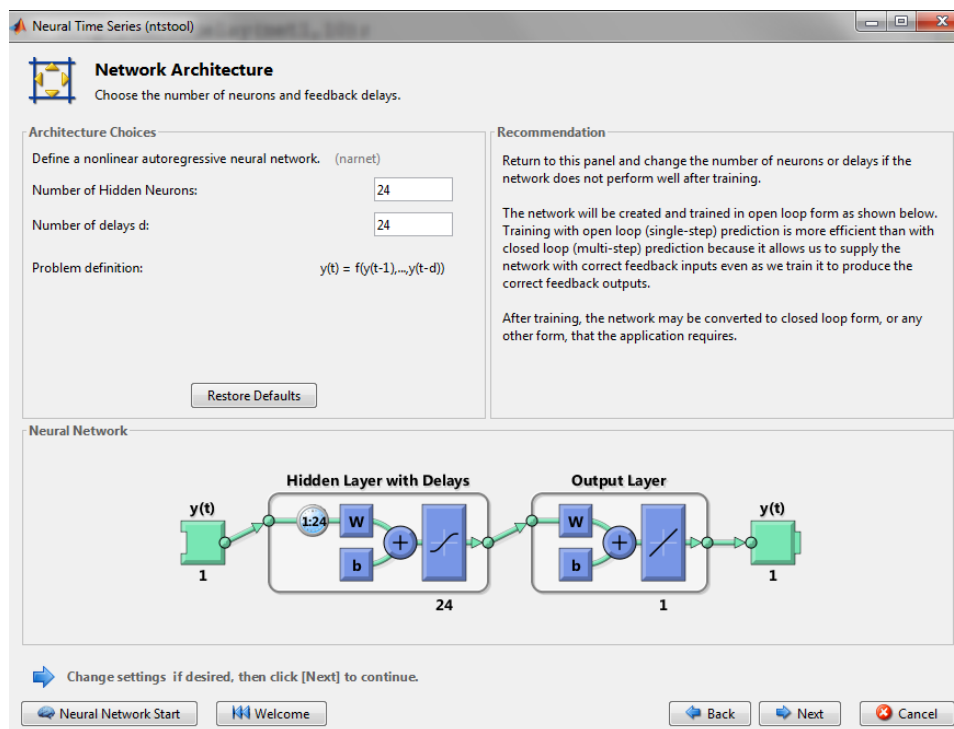 Neural Time Series (ntstool)
Network Architecture
Choose the number of neurons and feedback delays.
Architecture Choices
Define a nonlinear autoregressive neural network. (narnet)
Number of Hidden Neurons: 24
Number of delays d: 24
Problem definition: y(t) = f(y(t-1),...,y(t-d))
Restore Defaults
Recommendation
Return to this panel and change the number of neurons or delays if the
network does not perform well after training.
The network will be created and trained in open loop form as shown below.
Training with open loop (single-step) prediction is more efficient than with
closed loop (multi-step) prediction because it allows us to supply the
network with correct feedback inputs even as we train it to produce the
correct feedback outputs.
After training, the network may be converted to closed loop form, or any
other form, that the application requires.
Neural Network
Hidden Layer with Delays
Output Layer
y(t)
1:24
W
b
+
W
b
+
y(t)
1
24
1
1
Change settings if desired, then click [Next] to continue.
Neural Network Start
Welcome
Back
Next
Cancel